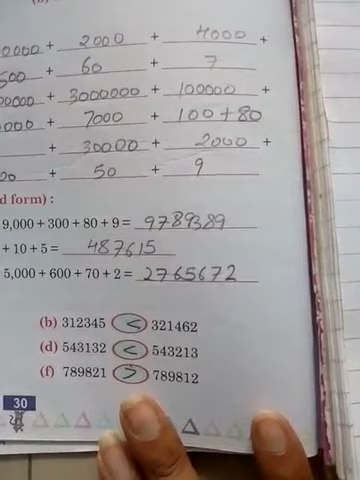 0000 + 2000 + 4000 +
500 + 60 + 7
00000 + 3000000 + 100000 +
000 + 7000 + 100 + 80
+ 30000 + 2000 +
00 + 50 + 9
d form) :
9,000 + 300 + 80 + 9 = 9789389
+ 10 + 5 = 487615
5,000 + 600 + 70 + 2 = 2765672
(b) 312345 < 321462
(d) 543132 < 543213
(f) 789821 > 789812
30